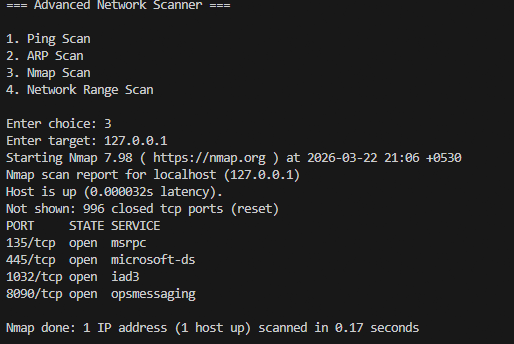 === Advanced Network Scanner ===
1. Ping Scan
2. ARP Scan
3. Nmap Scan
4. Network Range Scan
Enter choice: 3
Enter target: 127.0.0.1
Starting Nmap 7.98 ( https://nmap.org ) at 2026-03-22 21:06 +0530
Nmap scan report for localhost (127.0.0.1)
Host is up (0.000032s latency).
Not shown: 996 closed tcp ports (reset)
PORT     STATE SERVICE
135/tcp  open  msrpc
445/tcp  open  microsoft-ds
1032/tcp open  iad3
8090/tcp open  opsmessaging
Nmap done: 1 IP address (1 host up) scanned in 0.17 seconds